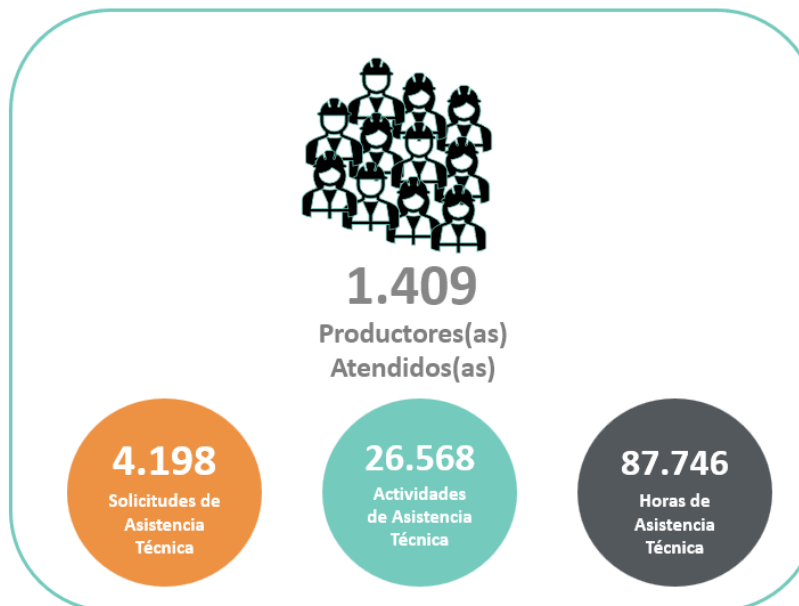 1.409
Productores(as)
Atendidos(as)
4.198
Solicitudes de
Asistencia
Técnica
26.568
Actividades
de Asistencia
Técnica
87.746
Horas de
Asistencia
Técnica